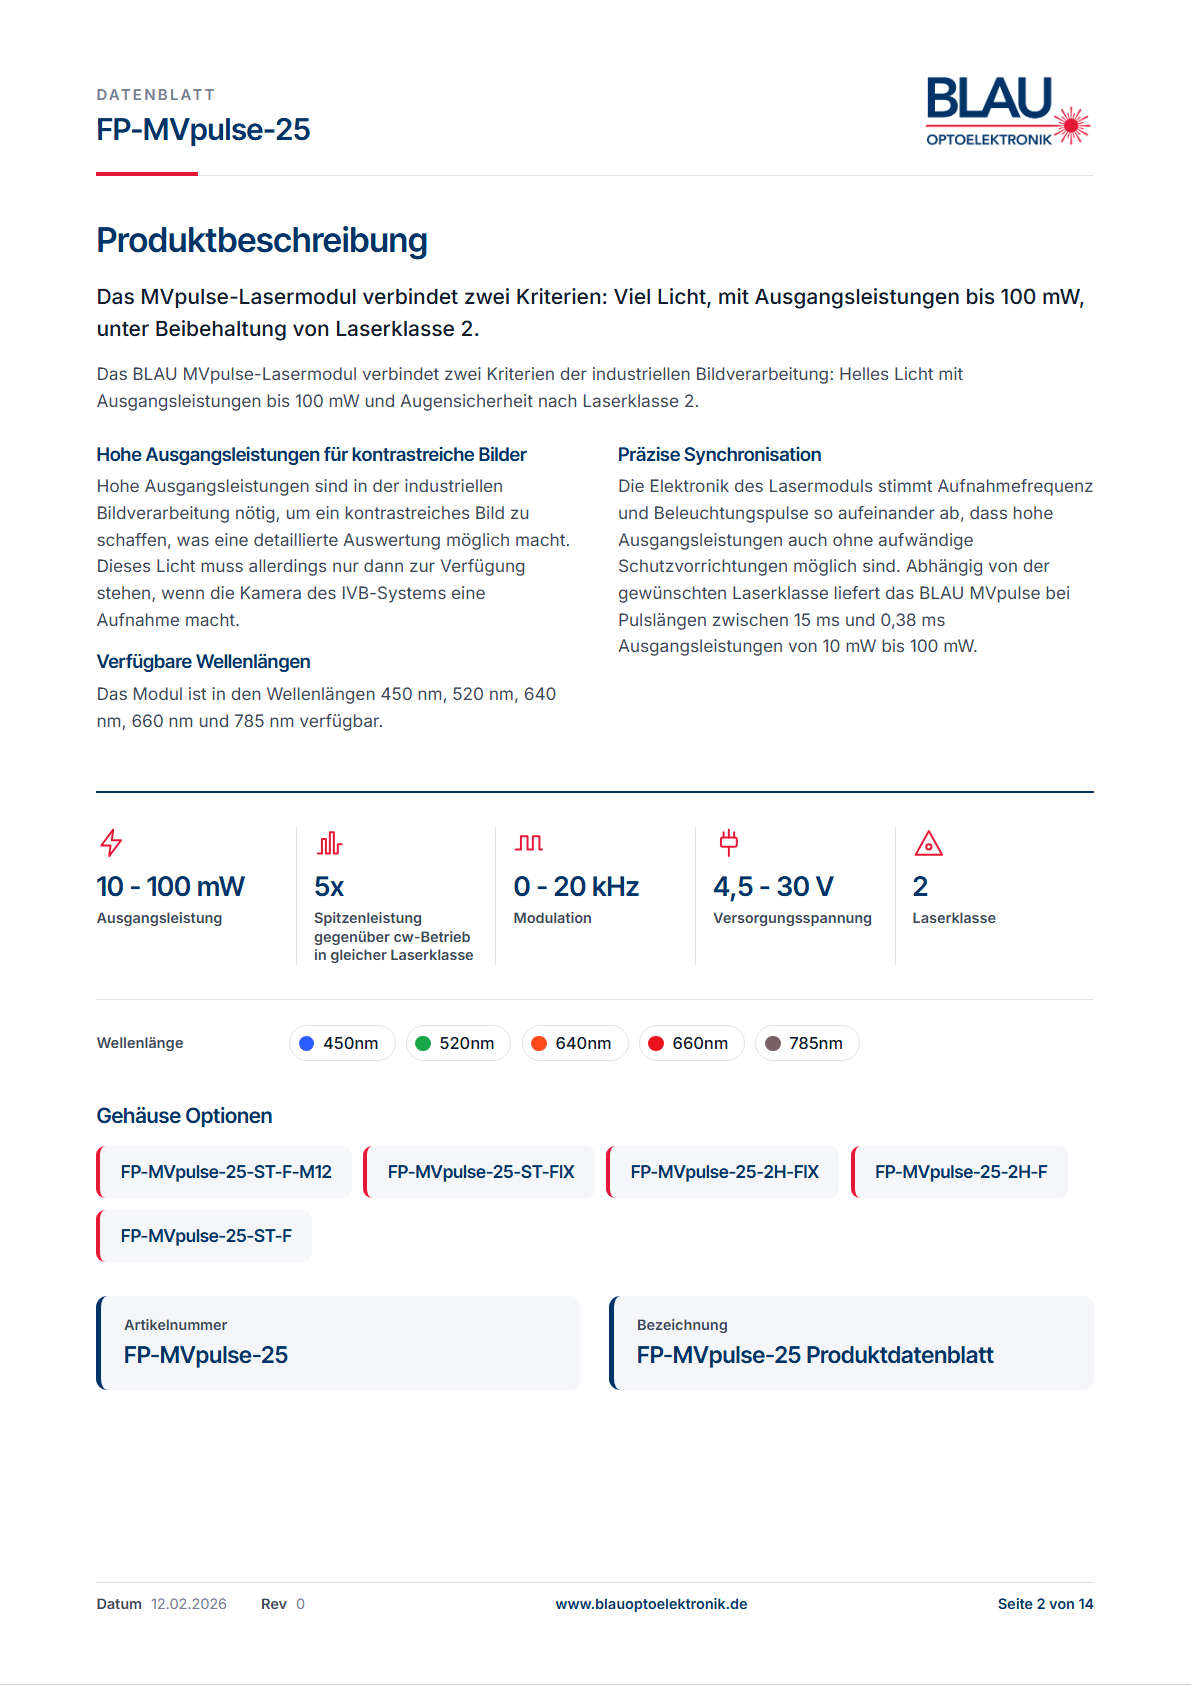 DATENBLATT
FP-MVpulse-25
BLAU
OPTOELEKTRONIK
Produktbeschreibung
Das MVpulse-Lasermodul verbindet zwei Kriterien: Viel Licht, mit Ausgangsleistungen bis 100 mW,
unter Beibehaltung von Laserklasse 2.
Das BLAU MVpulse-Lasermodul verbindet zwei Kriterien der industriellen Bildverarbeitung: Helles Licht mit
Ausgangsleistungen bis 100 mW und Augensicherheit nach Laserklasse 2.
Hohe Ausgangsleistungen für kontrastreiche Bilder
Hohe Ausgangsleistungen sind in der industriellen
Bildverarbeitung nötig, um ein kontrastreiches Bild zu
schaffen, was eine detaillierte Auswertung möglich macht.
Dieses Licht muss allerdings nur dann zur Verfügung
stehen, wenn die Kamera des IVB-Systems eine
Aufnahme macht.
Verfügbare Wellenlängen
Das Modul ist in den Wellenlängen 450 nm, 520 nm, 640
nm, 660 nm und 785 nm verfügbar.
Präzise Synchronisation
Die Elektronik des Lasermoduls stimmt Aufnahmefrequenz
und Beleuchtungspulse so aufeinander ab, dass hohe
Ausgangsleistungen auch ohne aufwändige
Schutzvorrichtungen möglich sind. Abhängig von der
gewünschten Laserklasse liefert das BLAU MVpulse bei
Pulslängen zwischen 15 ms und 0,38 ms
Ausgangsleistungen von 10 mW bis 100 mW.
10 - 100 mW
Ausgangsleistung
5x
Spitzenleistung
gegenüber cw-Betrieb
in gleicher Laserklasse
0 - 20 kHz
Modulation
4,5 - 30 V
Versorgungsspannung
2
Laserklasse
Wellenlänge
450nm
520nm
640nm
660nm
785nm
Gehäuse Optionen
FP-MVpulse-25-ST-F-M12
FP-MVpulse-25-ST-FIX
FP-MVpulse-25-2H-FIX
FP-MVpulse-25-2H-F
FP-MVpulse-25-ST-F
Artikelnummer
FP-MVpulse-25
Bezeichnung
FP-MVpulse-25 Produktdatenblatt
Datum 12.02.2026 Rev 0
www.blauoptoelektronik.de
Seite 2 von 14